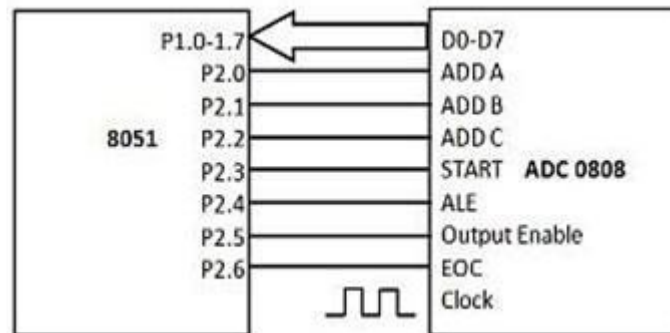 P1.0-1.7 D0-D7
P2.0 ADD A
P2.1 ADD B
8051 P2.2 ADD C
P2.3 START ADC 0808
P2.4 ALE
P2.5 Output Enable
P2.6 EOC
Clock